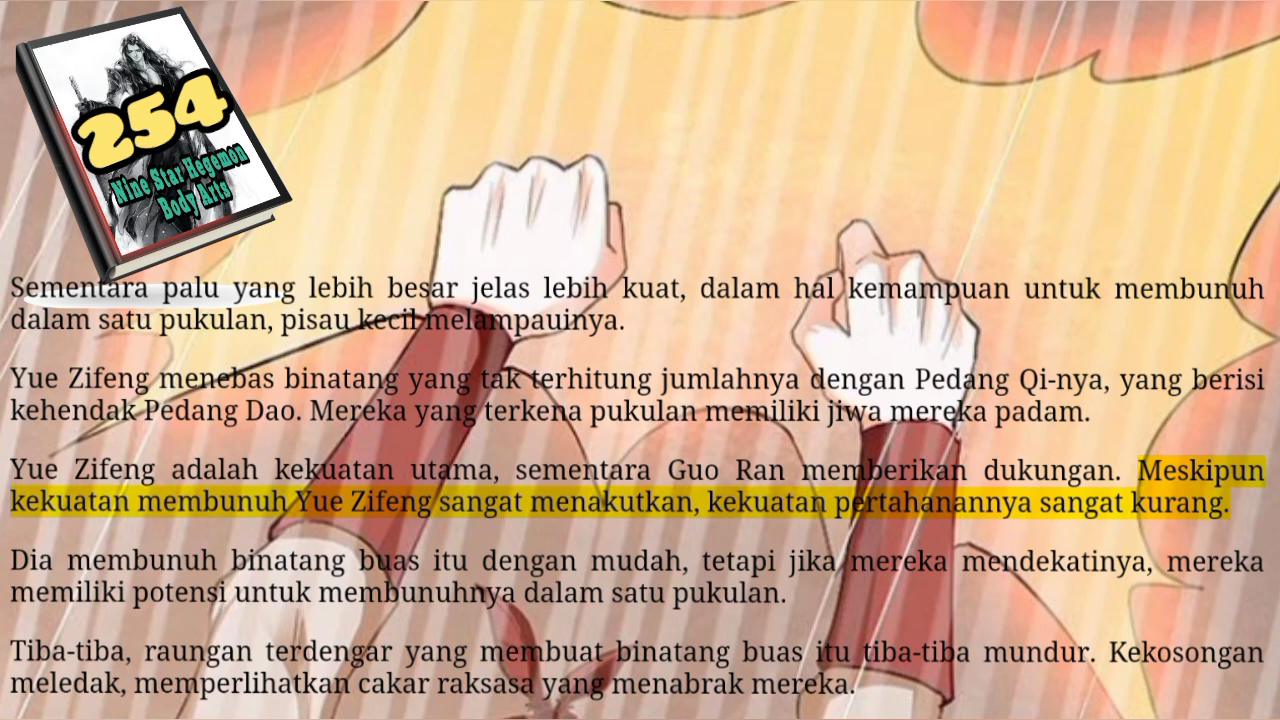 254
Nine Star Hegemon
Body Arts
Sementara palu yang lebih besar jelas lebih kuat, dalam hal kemampuan untuk membunuh
dalam satu pukulan, pisau kecil melampauinya.
Yue Zifeng menebas binatang yang tak terhitung jumlahnya dengan Pedang Qi-nya, yang berisi
kehendak Pedang Dao. Mereka yang terkena pukulan memiliki jiwa mereka padam.
Yue Zifeng adalah kekuatan utama, sementara Guo Ran memberikan dukungan. Meskipun
kekuatan membunuh Yue Zifeng sangat menakutkan, kekuatan pertahanannya sangat kurang.
Dia membunuh binatang buas itu dengan mudah, tetapi jika mereka mendekatinya, mereka
memiliki potensi untuk membunuhnya dalam satu pukulan.
Tiba-tiba, raungan terdengar yang membuat binatang buas itu tiba-tiba mundur. Kekosongan
meledak, memperlihatkan cakar raksasa yang menabrak mereka.